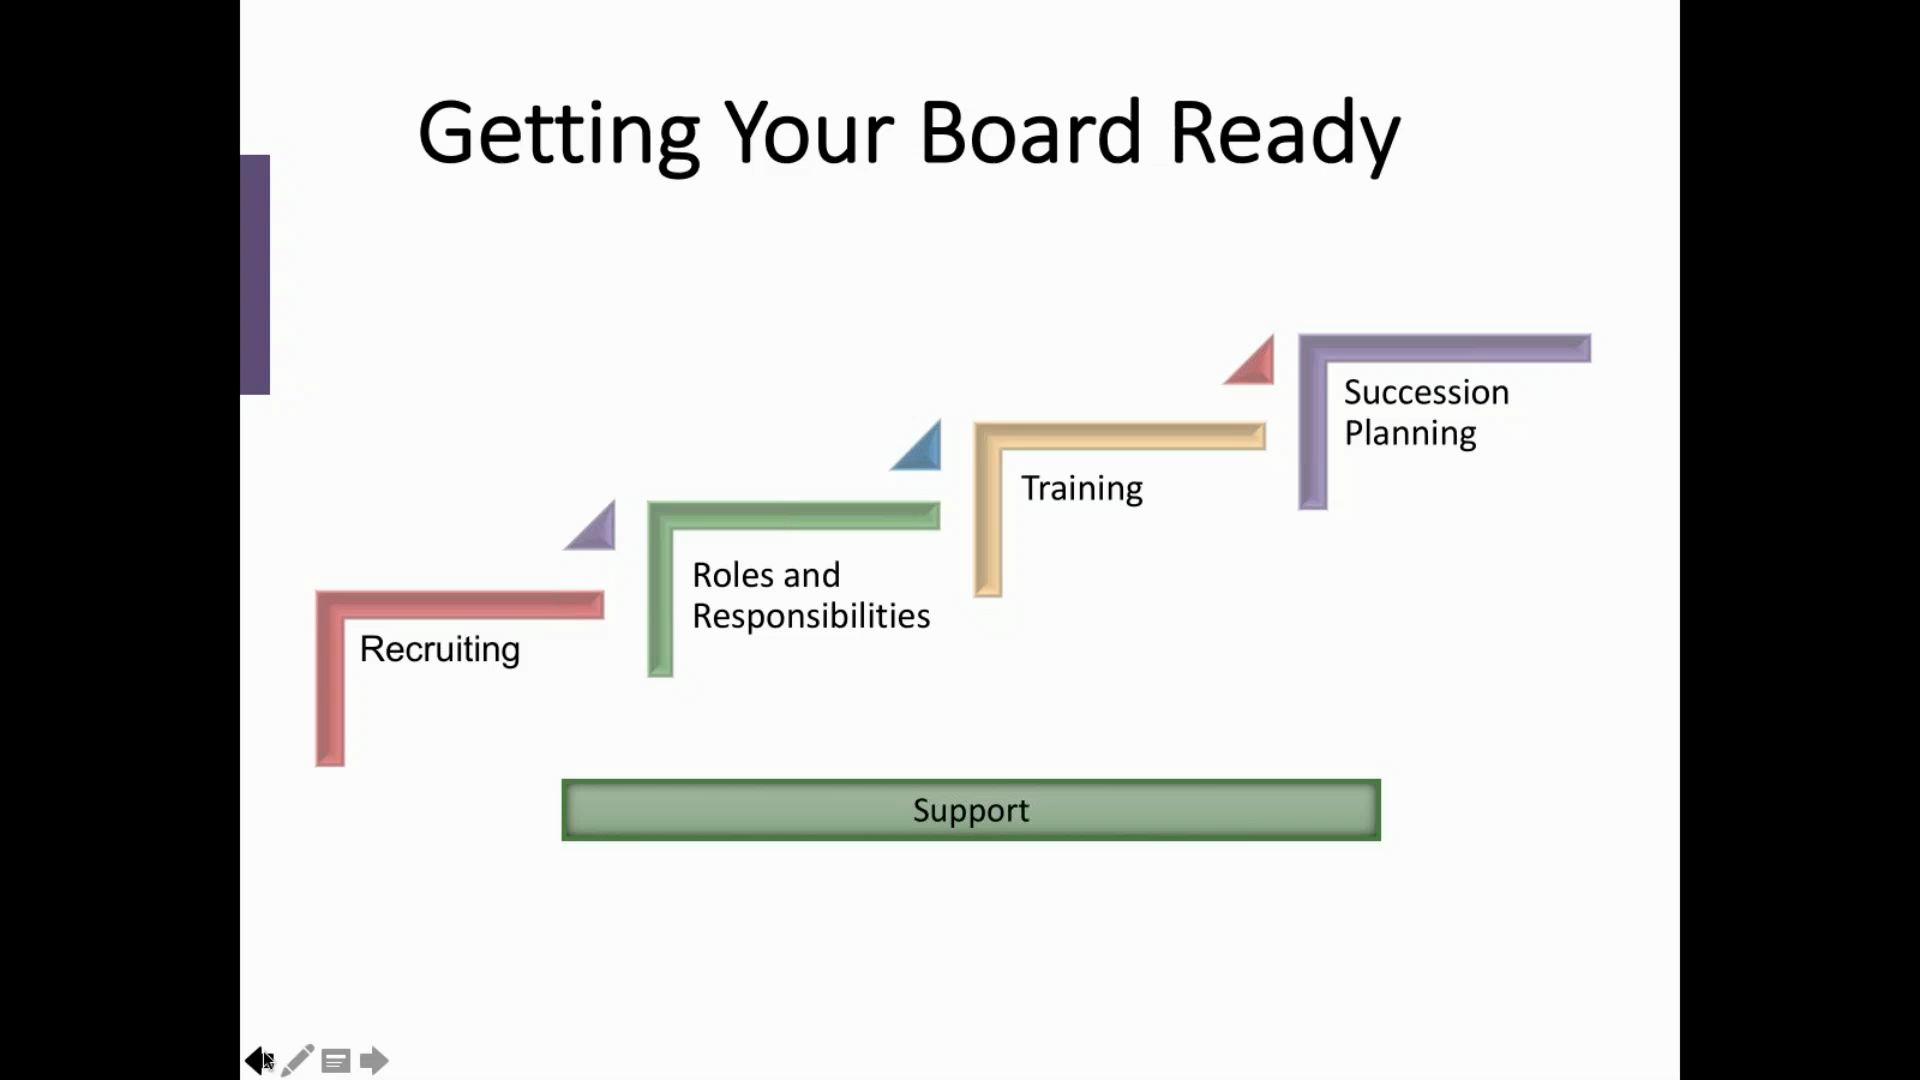 Getting Your Board Ready
Recruiting
Roles and
Responsibilities
Training
Succession
Planning
Support